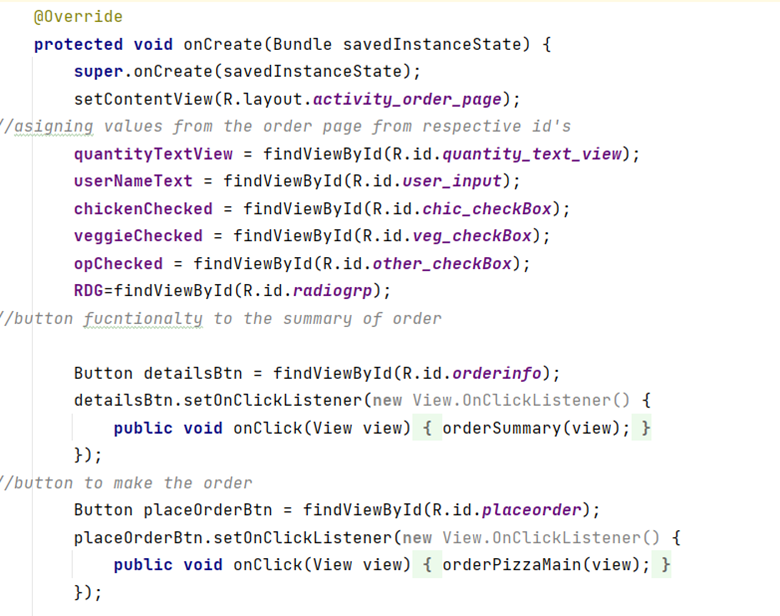 @Override
protected void onCreate(Bundle savedInstanceState) {
super.onCreate(savedInstanceState);
setContentView(R.layout.activity_order_page);
//asigning values from the order page from respective id's
quantityTextView = findViewById(R.id.quantity_text_view);
userNameText = findViewById(R.id.user_input);
chickenChecked = findViewById(R.id.chic_checkBox);
veggieChecked = findViewById(R.id.veg_checkBox);
opChecked = findViewById(R.id.other_checkBox);
RDG=findViewById(R.id.radiogrp);
//button fucntionalty to the summary of order
Button detailsBtn = findViewById(R.id.orderinfo);
detailsBtn.setOnClickListener(new View.OnClickListener() {
public void onClick(View view) { orderSummary(view); }
});
//button to make the order
Button placeOrderBtn = findViewById(R.id.placeorder);
placeOrderBtn.setOnClickListener(new View.OnClickListener() {
public void onClick(View view) { orderPizzaMain(view); }
});